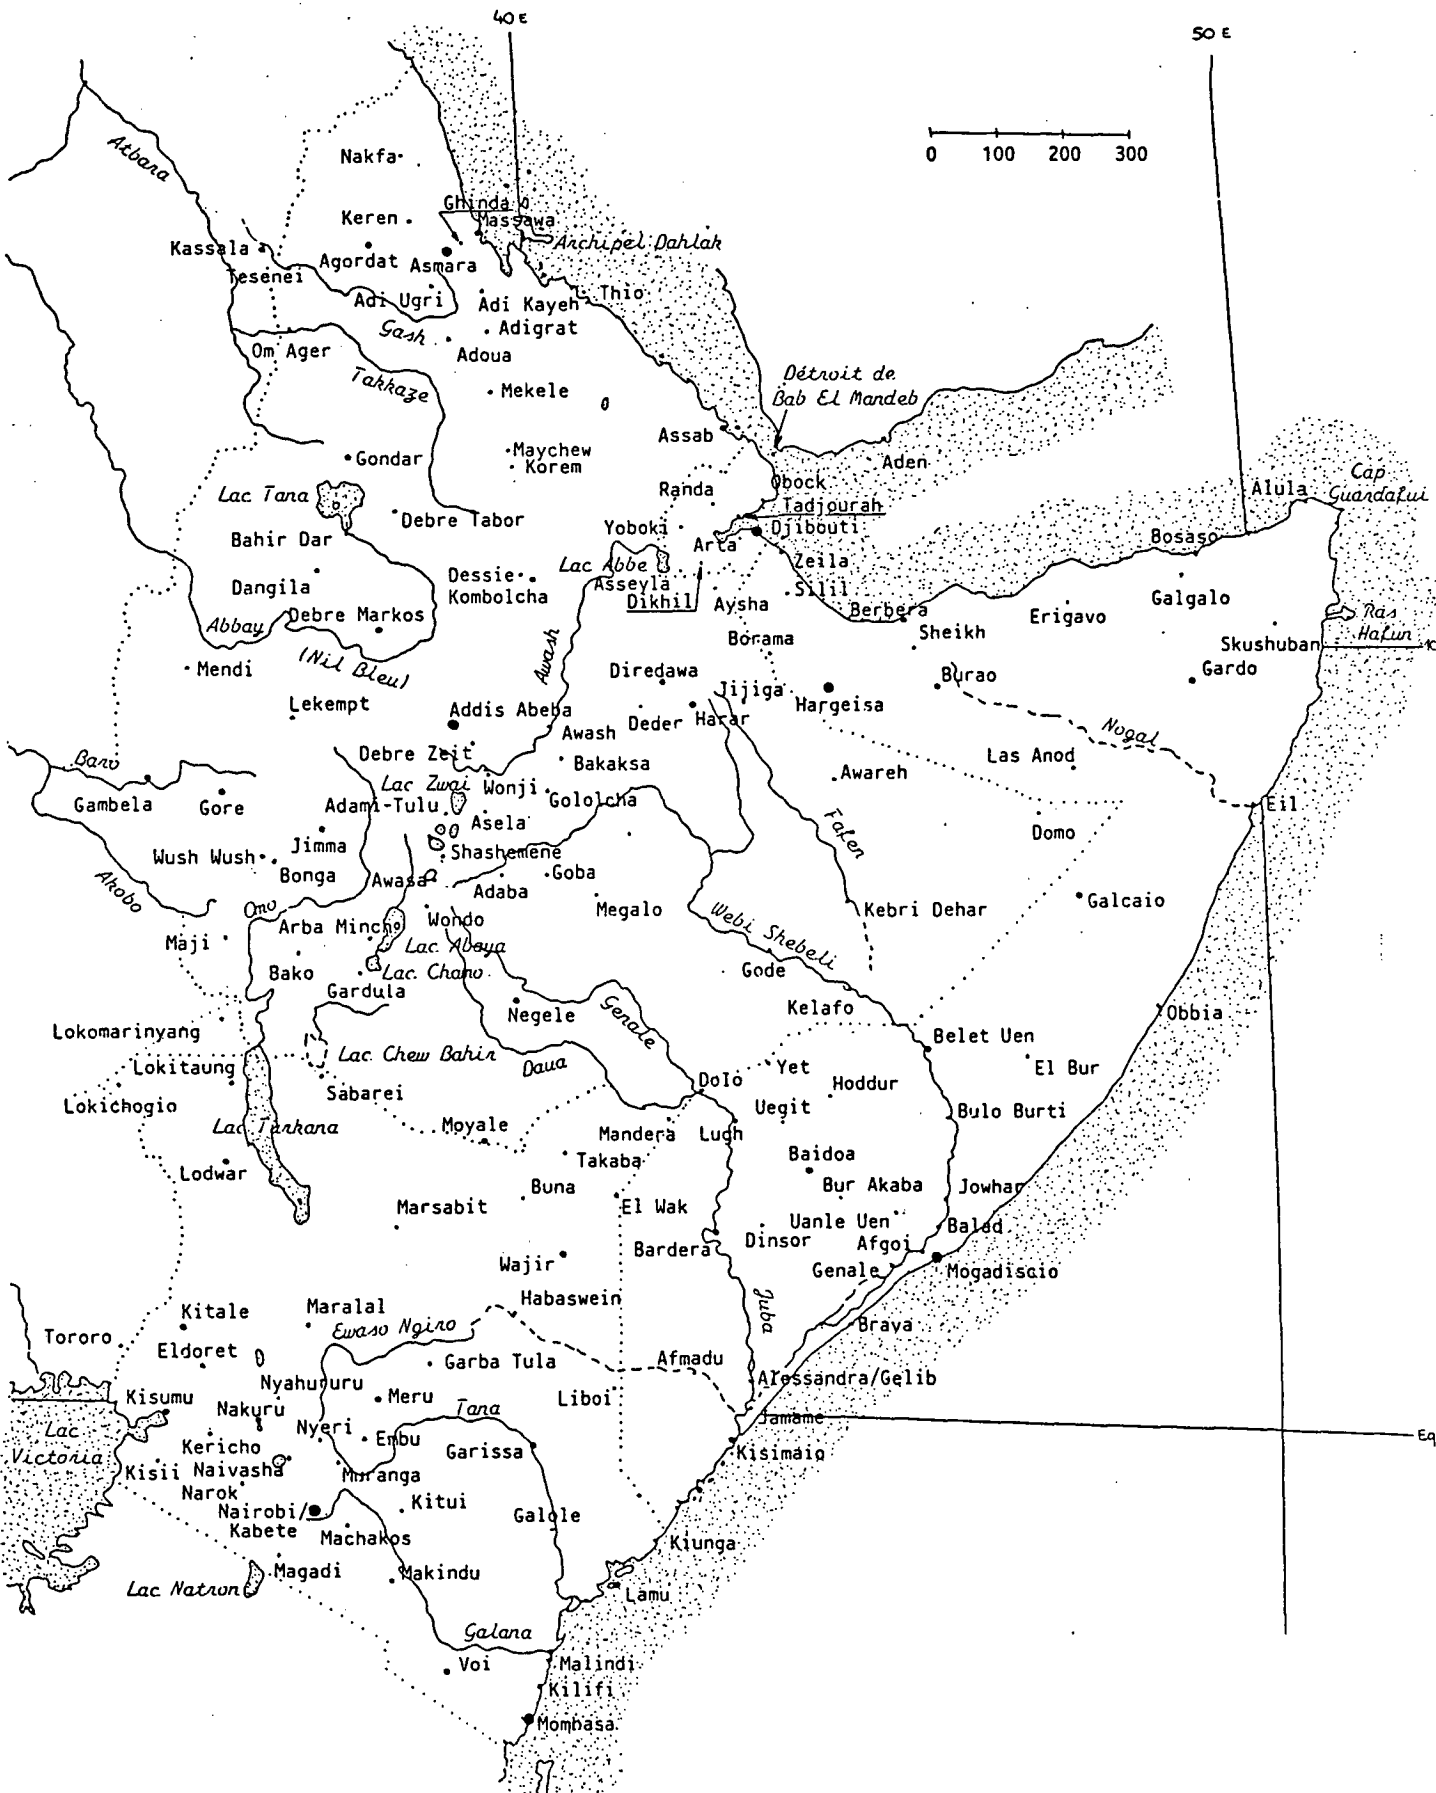 40 E
50 E
0 100 200 300
Atbara
Nakfa
Ghinda
Keren
Massawa
Archipel Dahlak
Kassala
Tesenei
Agordat
Asmara
Adi Ugri
Adi Kayeh
Thio
Gash
Adigrat
Om Ager
Adoua
Takkaze
Mekele
Détroit de
Bab El Mandeb
Assab
Maychew
Korem
Gondar
Aden
Cap
Guardafui
Lac Tana
Randa
Obock
Alula
Debre Tabor
Tadjourah
Yoboki
Djibouti
Bahir Dar
Arta
Bosaso
Lac Abbe
Zeila
Dessie
Asseyla
Silil
Dangila
Kombolcha
Dikhil
Aysha
Galgalo
Berbera
Erigavo
Ras
Hafun
Debre Markos
Abbay
Borama
Sheikh
Skushuban
(Nil Bleu)
Awash
Mendi
Diredawa
Burao
Gardo
Jijiga
Lekempt
Hargeisa
Addis Abeba
Deder
Harar
Nogal
Awash
Debre Zeit
Las Anod
Baro
Bakaksa
Awareh
Lac Zwai
Wonji
Gambela
Gore
Adami-Tulu
Gololcha
Eil
Asela
Fafen
Domo
Jimma
Shashemene
Wush Wush
Bonga
Awasa
Goba
Akobo
Adaba
Galcaio
Omo
Megalo
Kebri Dehar
Arba Mincho
Wondo
Webi Shebeli
Maji
Lac Abaya
Bako
Lac Chamo
Gode
Gardula
Kelafo
Negele
Genale
Obbia
Lokomarinyang
Belet Uen
Lac Chew Bahir
Daua
Lokitaung
Yet
El Bur
Dolo
Hoddur
Sabarei
Lokichogio
Uegit
Bulo Burti
Lac Turkana
Moyale
Mandera
Lugh
Takaba
Baidoa
Lodwar
Bur Akaba
Jowhar
Buna
Marsabit
El Wak
Uanle Uen
Balad
Dinsor
Afgoi
Bardera
Wajir
Genale
Mogadiscio
Habaswein
Juba
Kitale
Maralal
Ewaso Ngiro
Braya
Tororo
Eldoret
Garba Tula
Afmadu
Alessandra/Gelib
Nyahururu
Kisumu
Meru
Liboi
Nakuru
Tana
Jamame
Lac
Victoria
Nyeri
Eq
Kericho
Embu
Garissa
Kisimaio
Kisii
Naivasha
Muranga
Narok
Kitui
Nairobi/
Kabete
Galole
Machakos
Kiunga
Magadi
Makindu
Lac Natron
Lamu
Galana
Voi
Malindi
Kilifi
Mombasa